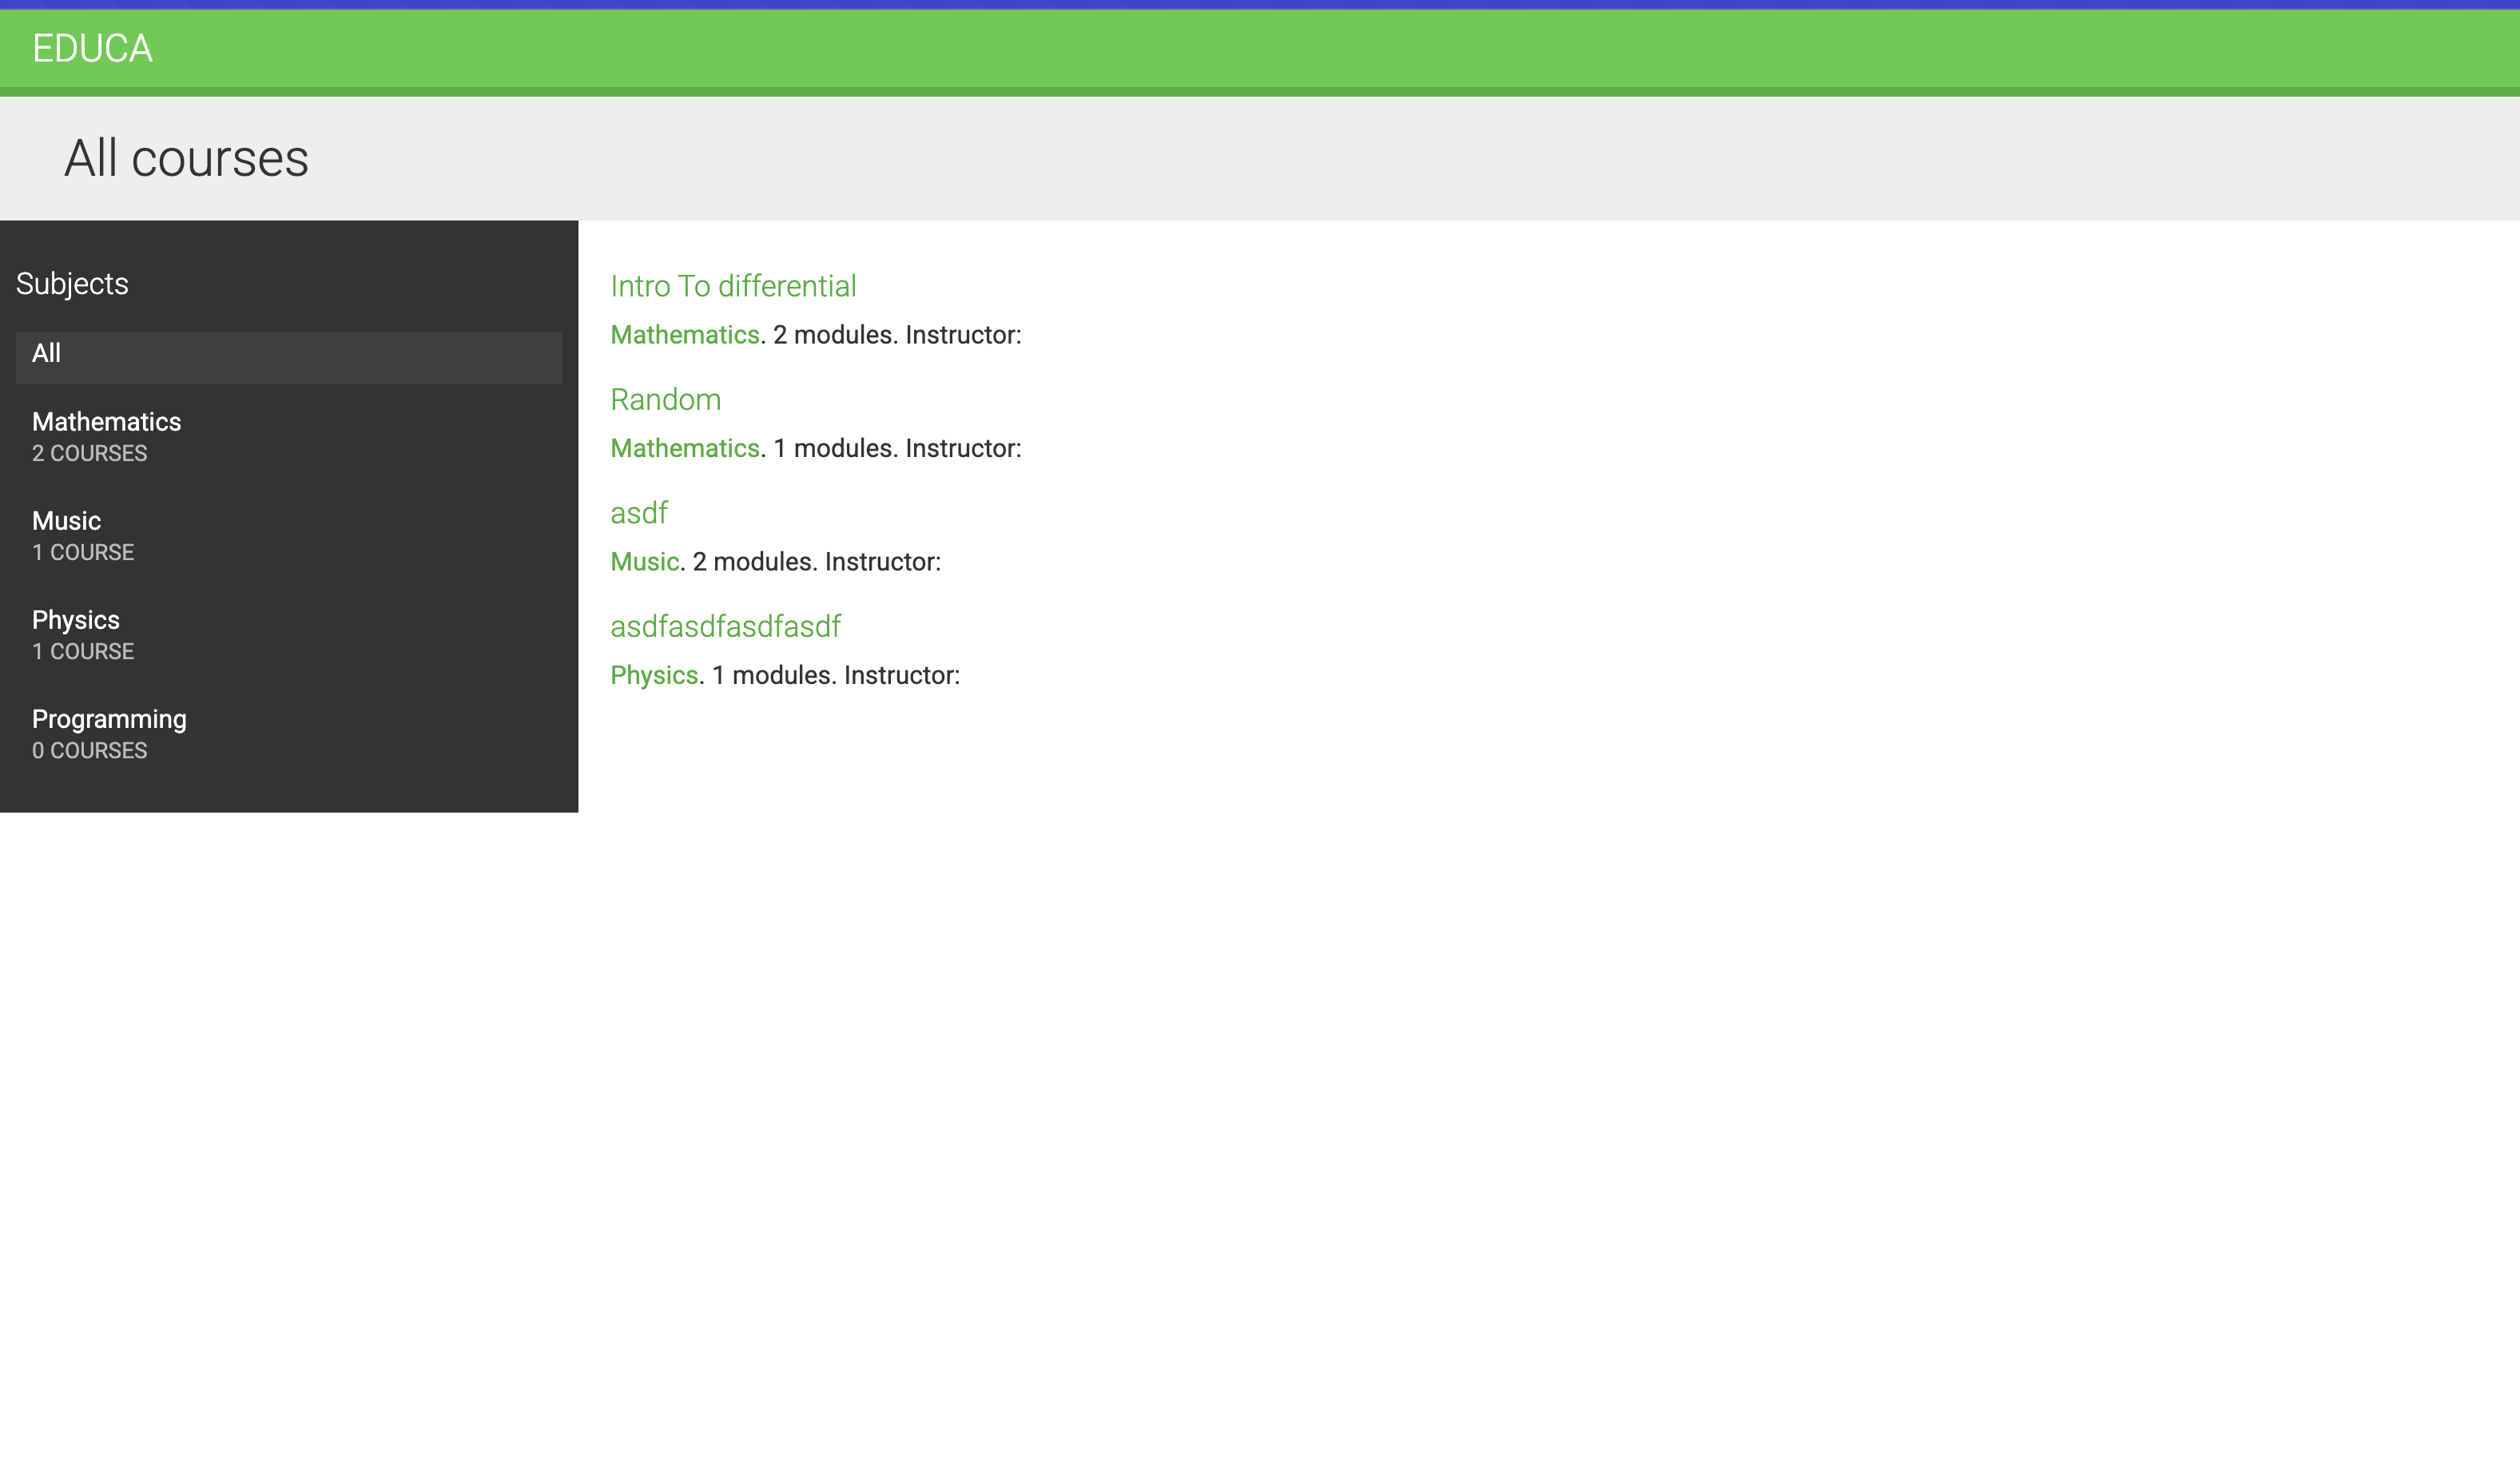 EDUCA
All courses
Subjects
All
Mathematics
2 COURSES
Music
1 COURSE
Physics
1 COURSE
Programming
0 COURSES
Intro To differential
Mathematics. 2 modules. Instructor:
Random
Mathematics. 1 modules. Instructor:
asdf
Music. 2 modules. Instructor:
asdfasdfasdfasdf
Physics. 1 modules. Instructor: